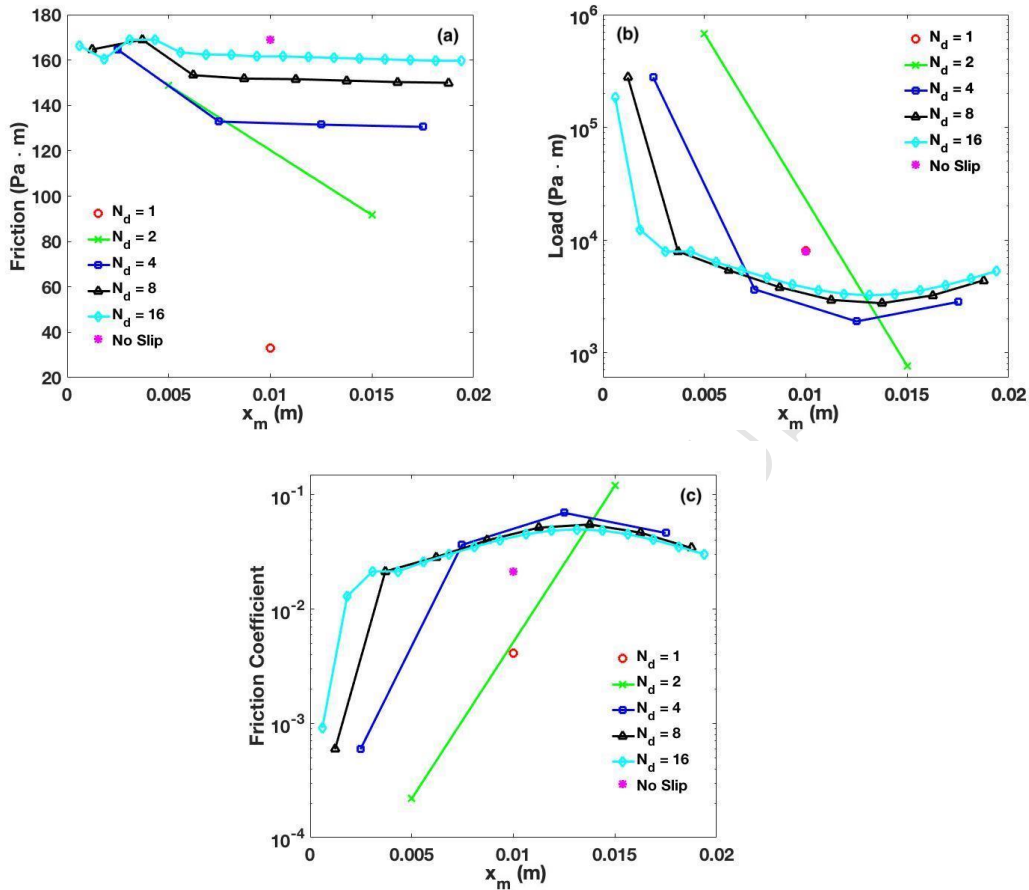 (a)
Friction (Pa · m)
180
160
140
120
100
80
60
40
20
N_d = 1
N_d = 2
N_d = 4
N_d = 8
N_d = 16
No Slip
0 0.005 0.01 0.015 0.02
x_m (m)
(b)
Load (Pa · m)
10^6
10^5
10^4
10^3
N_d = 1
N_d = 2
N_d = 4
N_d = 8
N_d = 16
No Slip
0 0.005 0.01 0.015 0.02
x_m (m)
(c)
Friction Coefficient
10^-1
10^-2
10^-3
10^-4
N_d = 1
N_d = 2
N_d = 4
N_d = 8
N_d = 16
No Slip
0 0.005 0.01 0.015 0.02
x_m (m)